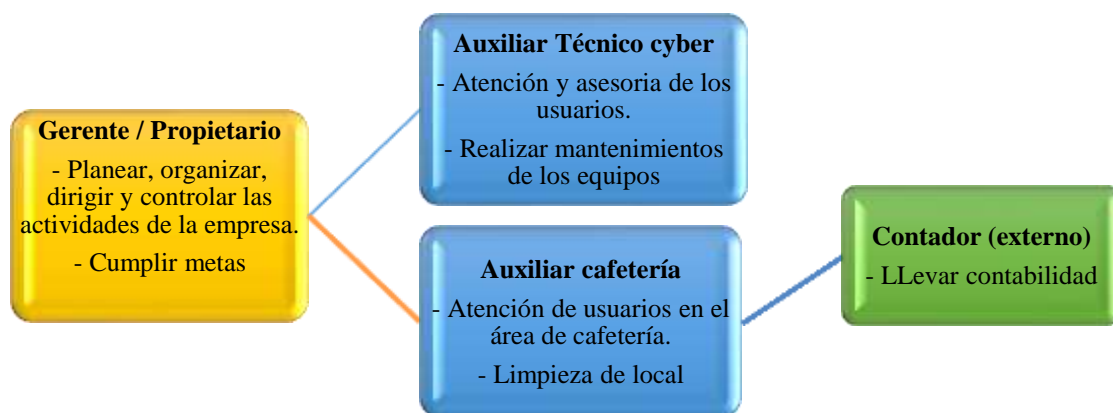 Gerente / Propietario
- Planear, organizar,
dirigir y controlar las
actividades de la empresa.
- Cumplir metas
Auxiliar Técnico cyber
- Atención y asesoria de los
usuarios.
- Realizar mantenimientos
de los equipos
Auxiliar cafetería
- Atención de usuarios en el
área de cafetería.
- Limpieza de local
Contador (externo)
- LLevar contabilidad